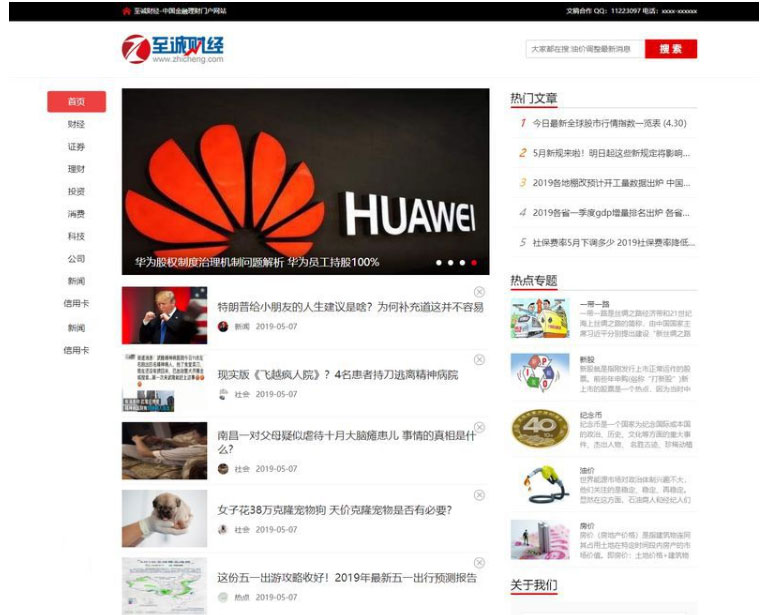 至诚财经-中国金融理财门户网站
文稿合作 QQ: 11223097 电话: xxxx-xxxxxx
至诚财经
www.zhicheng.com
大家都在搜:油价调整最新消息
搜 索
首页
财经
证券
理财
投资
消费
科技
公司
新闻
信用卡
新闻
信用卡
HUAWEI
华为股权制度治理机制问题解析 华为员工持股100%
特朗普给小朋友的人生建议是啥? 为何补充道这并不容易
新闻 2019-05-07
现实版《飞越疯人院》? 4名患者持刀逃离精神病院
社会 2019-05-07
南昌一对父母疑似虐待十月大脑瘫患儿 事情的真相是什
么?
社会 2019-05-07
女子花38万克隆宠物狗 天价克隆宠物是否有必要?
社会 2019-05-07
这份五一出游攻略收好! 2019年最新五一出行预测报告
热点 2019-05-07
热门文章
1 今日最新全球股市行情指数一览表 (4.30)
2 5月新规来啦! 明日起这些新规定将影响...
3 2019各地棚改预计开工量数据出炉 中国...
4 2019各省一季度gdp增量排名出炉 各省...
5 社保费率5月下调多少 2019社保费率降低...
热点专题
一带一路
一带一路是丝绸之路经济带和21世纪
海上丝绸之路的简称，由中国国家主
席习近平分别提出建设“新丝绸之路
新股
新股就是指刚发行上市正常运作的股
票。前些年申购(俗称“打新股”)新
上市的股票是一个热点，因为当时中
纪念币
纪念币是一个国家为纪念国际或本国
的政治、历史、文化等方面的重大事
件、杰出人物、名胜古迹、珍稀动植
40
油价
世界能源市场对政治体制兴趣不大，
他们关注的是稳定、稳定、再稳定。
显然在这方面，石油商人和经纪人们
房价
房价（房地产价格）是指建筑物连同
其占用土地在特定时间段内房产的市
场价值。即房价：土地价格+建筑物
关于我们